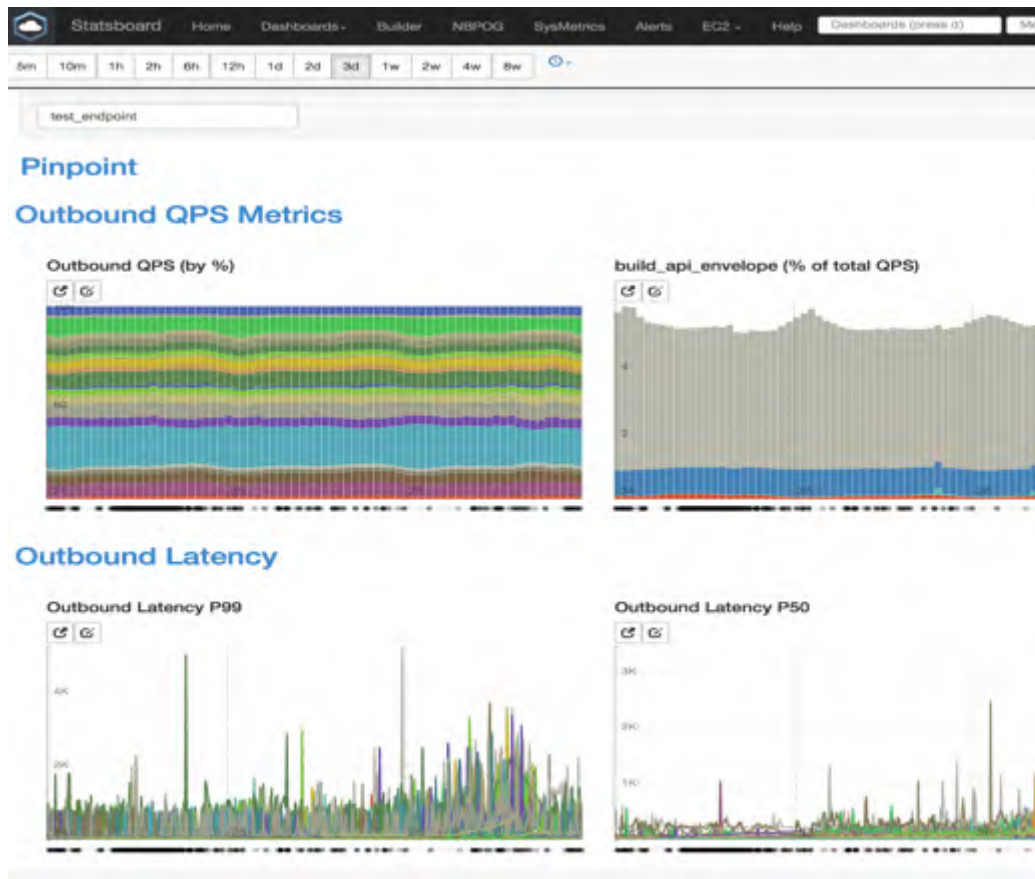 Statsboard Home Dashboards Builder NBPOG SysMetrics Alerts EC2 Help Dashboards (press d)
5m 10m 1h 2h 6h 12h 1d 2d 3d 1w 2w 4w 8w
test_endpoint
Pinpoint
Outbound QPS Metrics
Outbound QPS (by %) build_api_envelope (% of total QPS)
Outbound Latency
Outbound Latency P99 Outbound Latency P50
3K
4K
2K
2K
1K